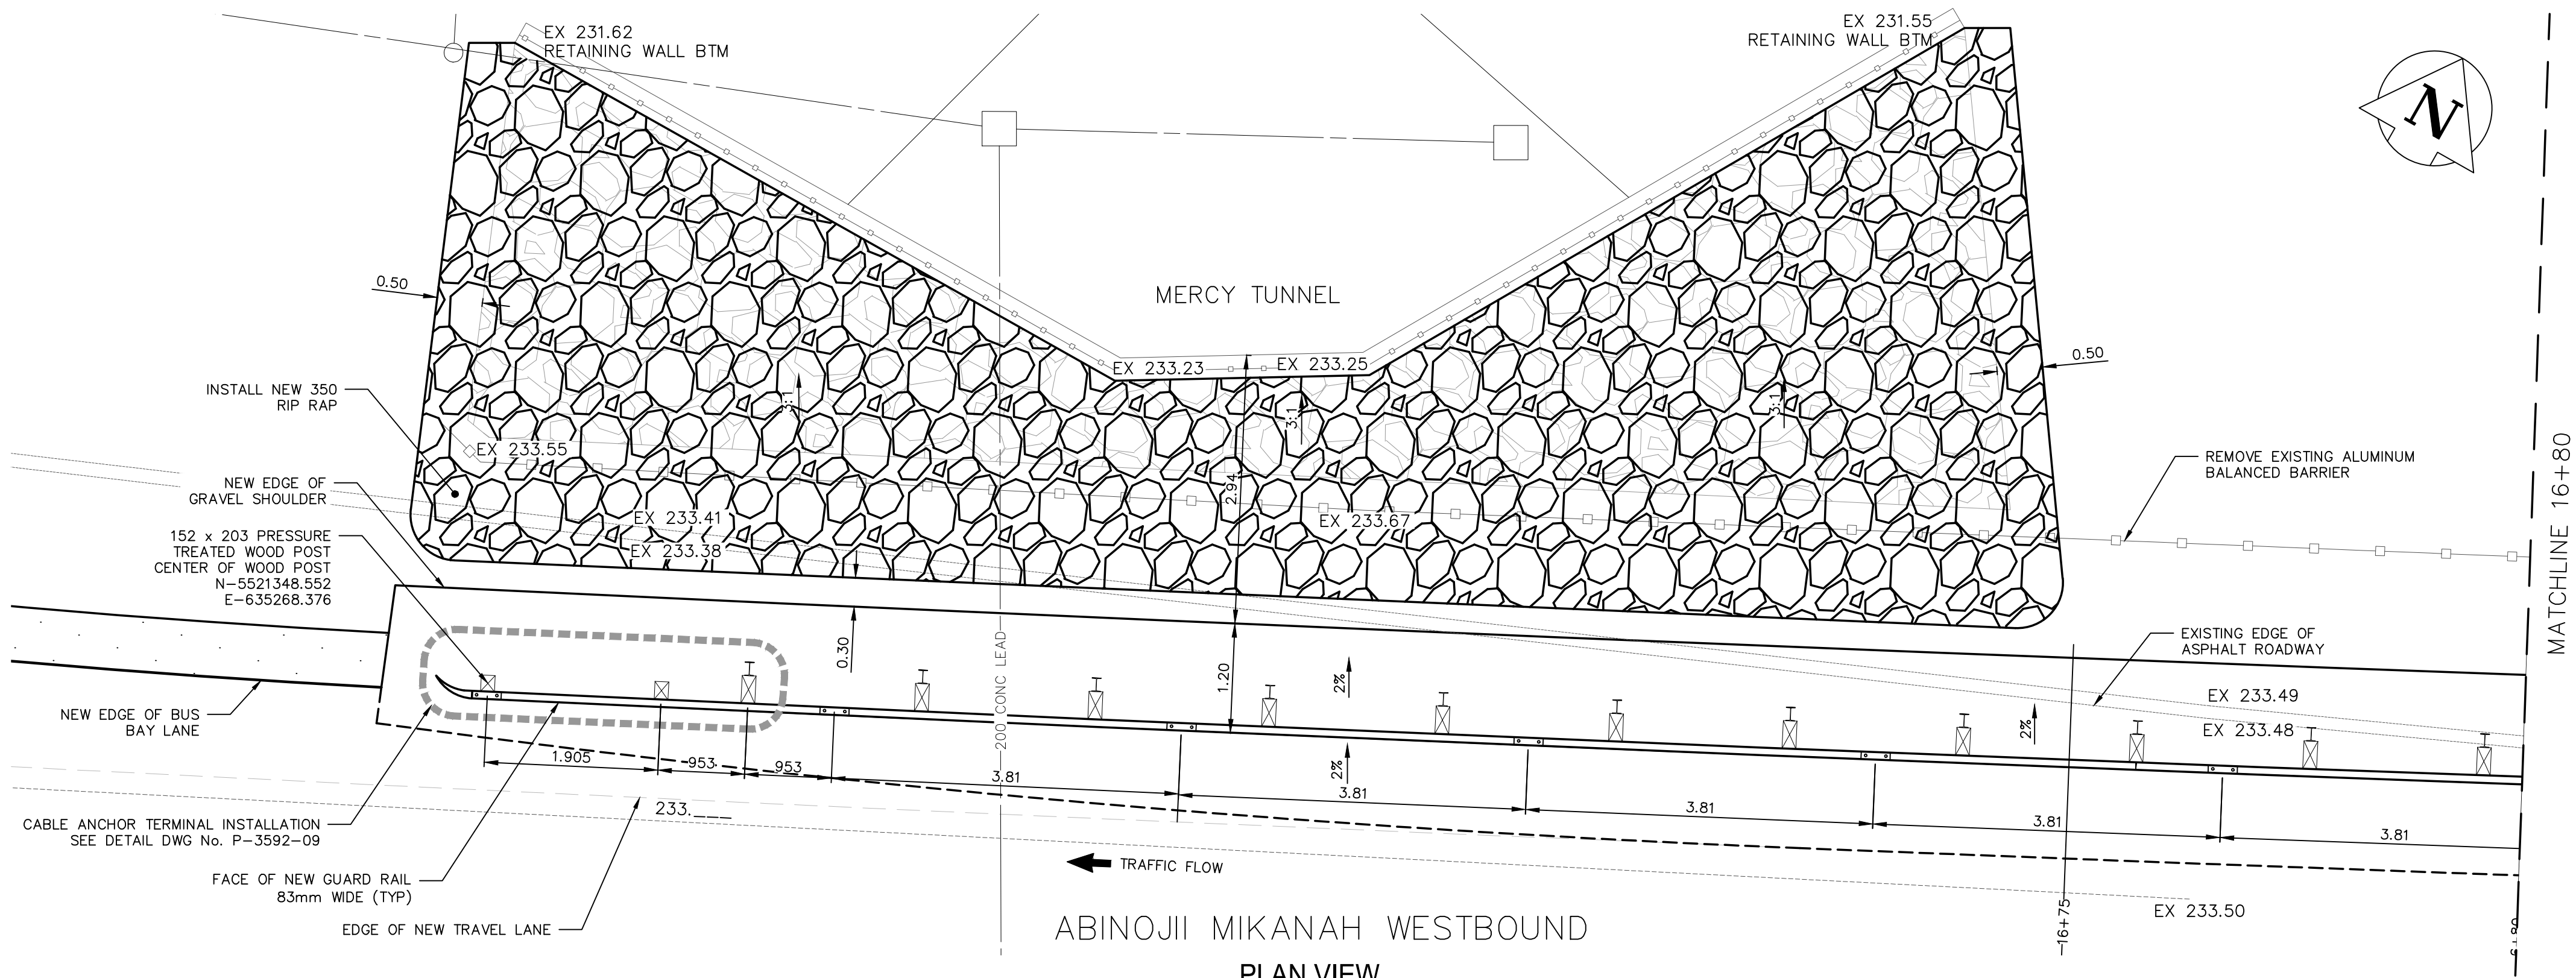 EX 231.62
RETAINING WALL BTM
EX 231.55
RETAINING WALL BTM
N
0.50
MERCY TUNNEL
0.50
EX 233.23
EX 233.25
INSTALL NEW 350
RIP RAP
3:1
3:1
3:1
EX 233.55
2.94
NEW EDGE OF
GRAVEL SHOULDER
EX 233.41
EX 233.67
EX 233.38
REMOVE EXISTING ALUMINUM
BALANCED BARRIER
MATCHLINE 16+80
152 x 203 PRESSURE
TREATED WOOD POST
CENTER OF WOOD POST
N-5521348.552
E-635268.376
0.30
200 CONC LEAD
1.20
2%
EXISTING EDGE OF
ASPHALT ROADWAY
EX 233.49
2%
EX 233.48
NEW EDGE OF BUS
BAY LANE
2%
1.905
953
953
3.81
3.81
3.81
3.81
3.81
233.___
CABLE ANCHOR TERMINAL INSTALLATION
SEE DETAIL DWG No. P-3592-09
TRAFFIC FLOW
FACE OF NEW GUARD RAIL
83mm WIDE (TYP)
EX 233.50
-16+75
EDGE OF NEW TRAVEL LANE
ABINOJII MIKANAH WESTBOUND
PLAN VIEW